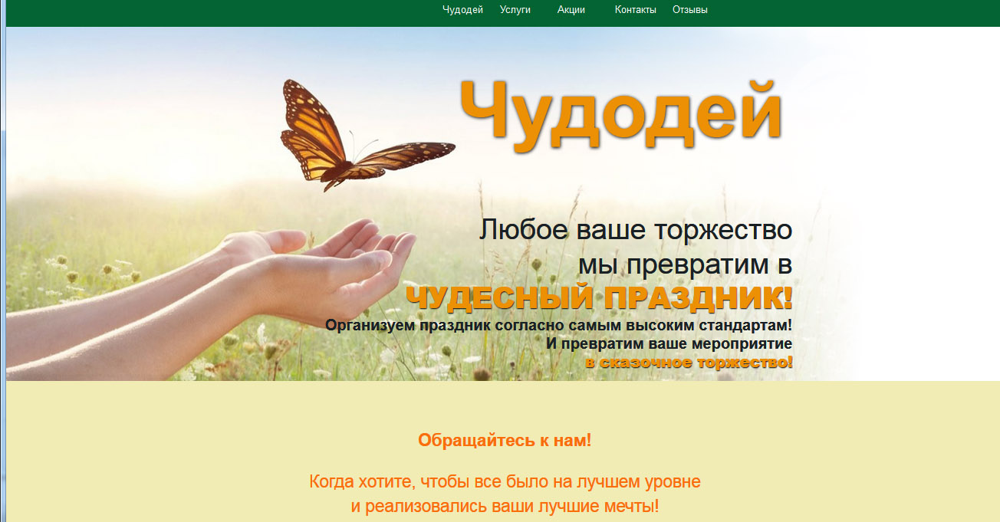 Чудодей Услуги Акции Контакты Отзывы
Чудодей
Любое ваше торжество
мы превратим в
ЧУДЕСНЫЙ ПРАЗДНИК!
Организуем праздник согласно самым высоким стандартам!
И превратим ваше мероприятие
в сказочное торжество!
Обращайтесь к нам!
Когда хотите, чтобы все было на лучшем уровне
и реализовались ваши лучшие мечты!